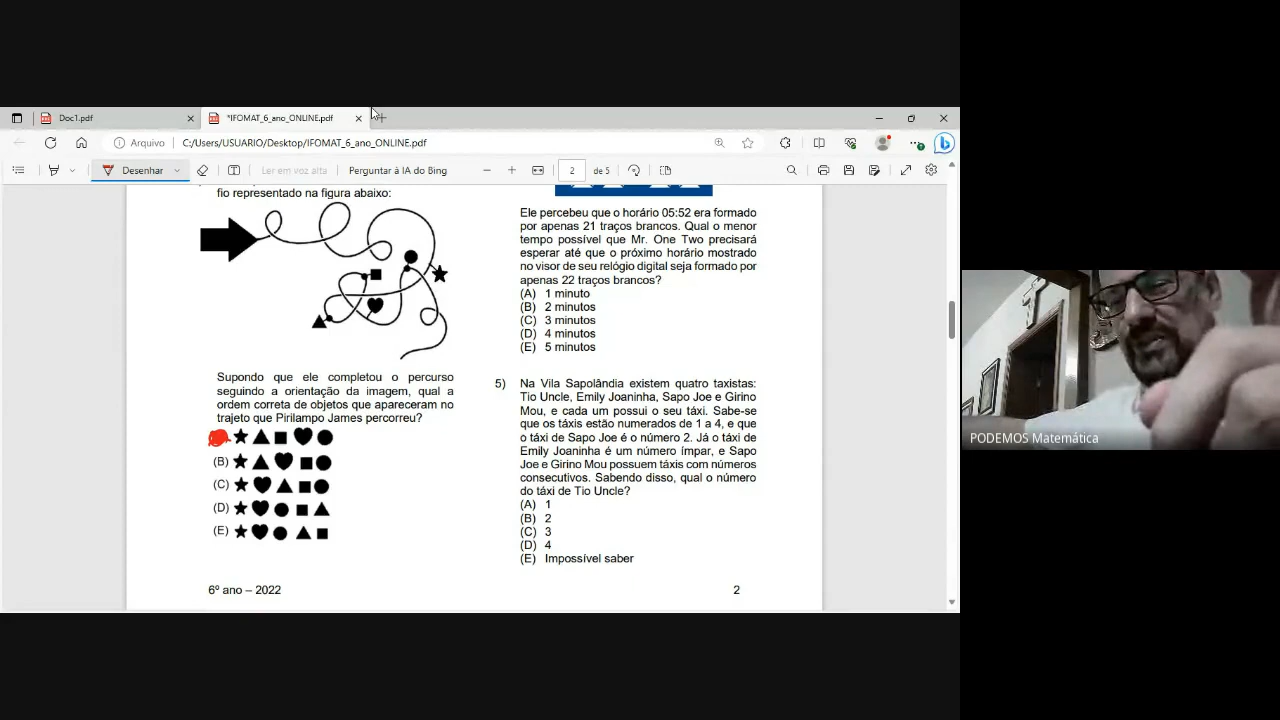 Doc1.pdf
*IFOMAT_6_ano_ONLINE.pdf
Arquivo
C:/Users/USUARIO/Desktop/IFOMAT_6_ano_ONLINE.pdf
Desenhar
Ler em voz alta
Perguntar à IA do Bing
2
de 5
fio representado na figura abaixo:
Supondo que ele completou o percurso
seguindo a orientação da imagem, qual a
ordem correta de objetos que apareceram no
trajeto que Pirilampo James percorreu?
(B)
(C)
(D)
(E)
Ele percebeu que o horário 05:52 era formado
por apenas 21 traços brancos. Qual o menor
tempo possível que Mr. One Two precisará
esperar até que o próximo horário mostrado
no visor de seu relógio digital seja formado por
apenas 22 traços brancos?
(A) 1 minuto
(B) 2 minutos
(C) 3 minutos
(D) 4 minutos
(E) 5 minutos
5) Na Vila Sapolândia existem quatro taxistas:
Tio Uncle, Emily Joaninha, Sapo Joe e Girino
Mou, e cada um possui o seu táxi. Sabe-se
que os táxis estão numerados de 1 a 4, e que
o táxi de Sapo Joe é o número 2. Já o táxi de
Emily Joaninha é um número ímpar, e Sapo
Joe e Girino Mou possuem táxis com números
consecutivos. Sabendo disso, qual o número
do táxi de Tio Uncle?
(A) 1
(B) 2
(C) 3
(D) 4
(E) Impossível saber
6º ano – 2022
2
PODEMOS Matemática